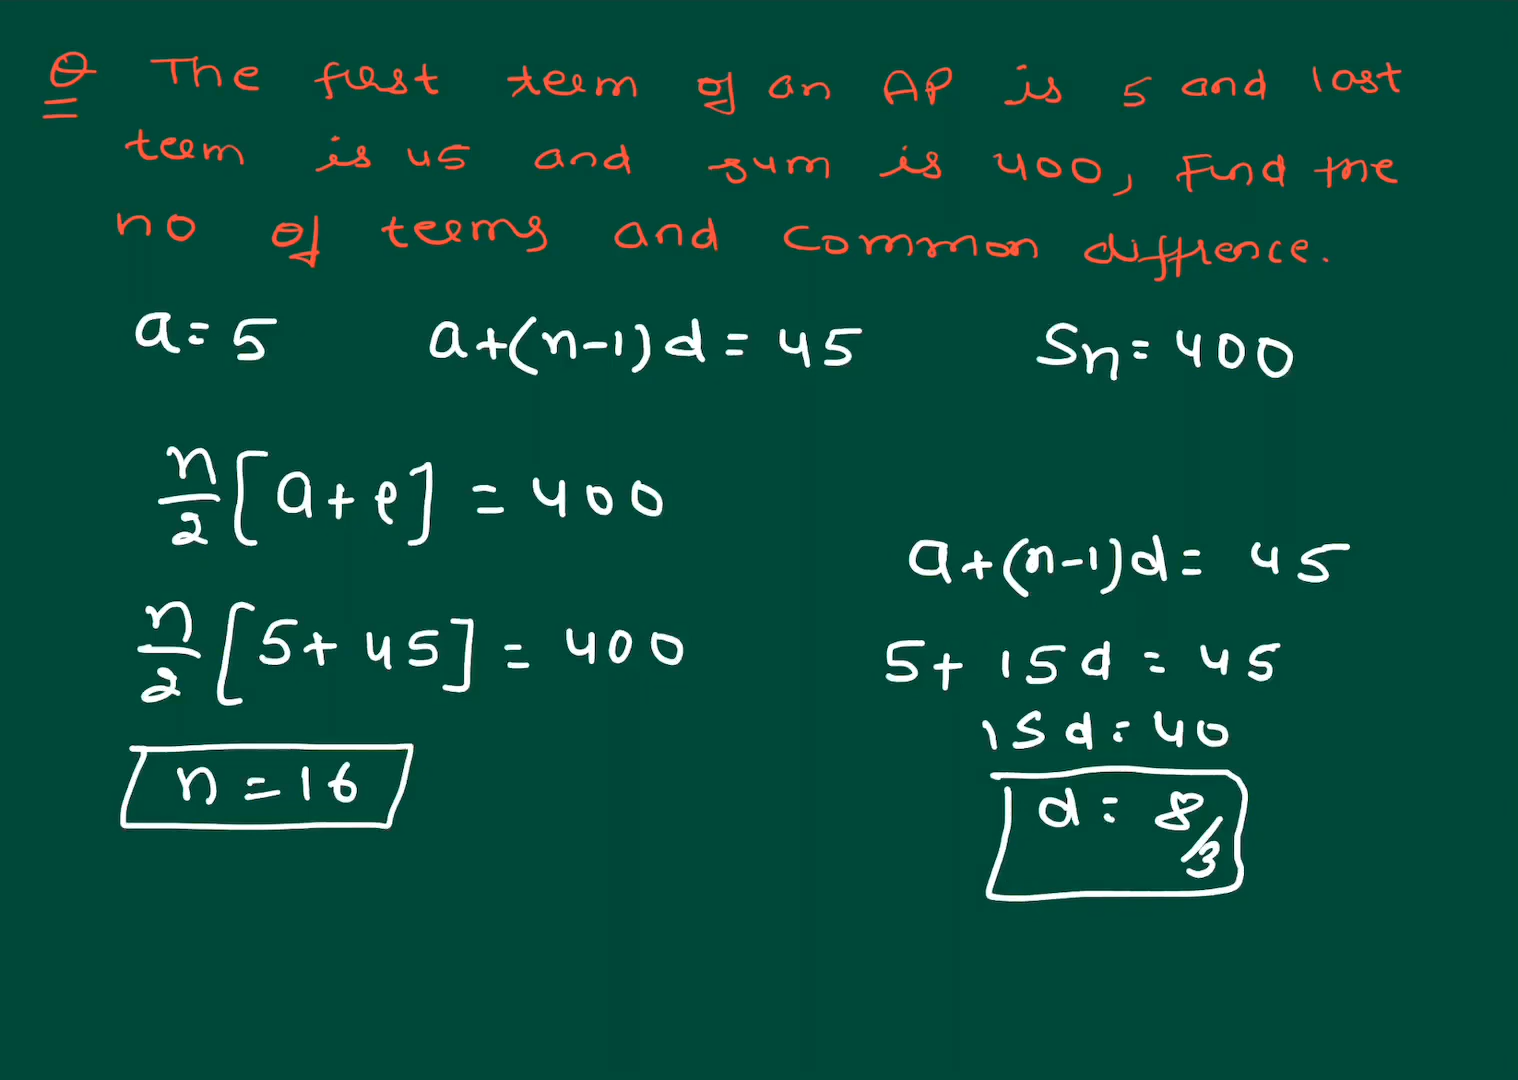 Q The first term of an AP is 5 and last
term is 45 and sum is 400, Find the
no of terms and common diffrence.
a = 5 a+(n-1)d = 45 Sn = 400
n/2 [a+l] = 400
a+(n-1)d = 45
n/2 [5+45] = 400
5+ 15d = 45
15d = 40
n = 16
d = 8/3